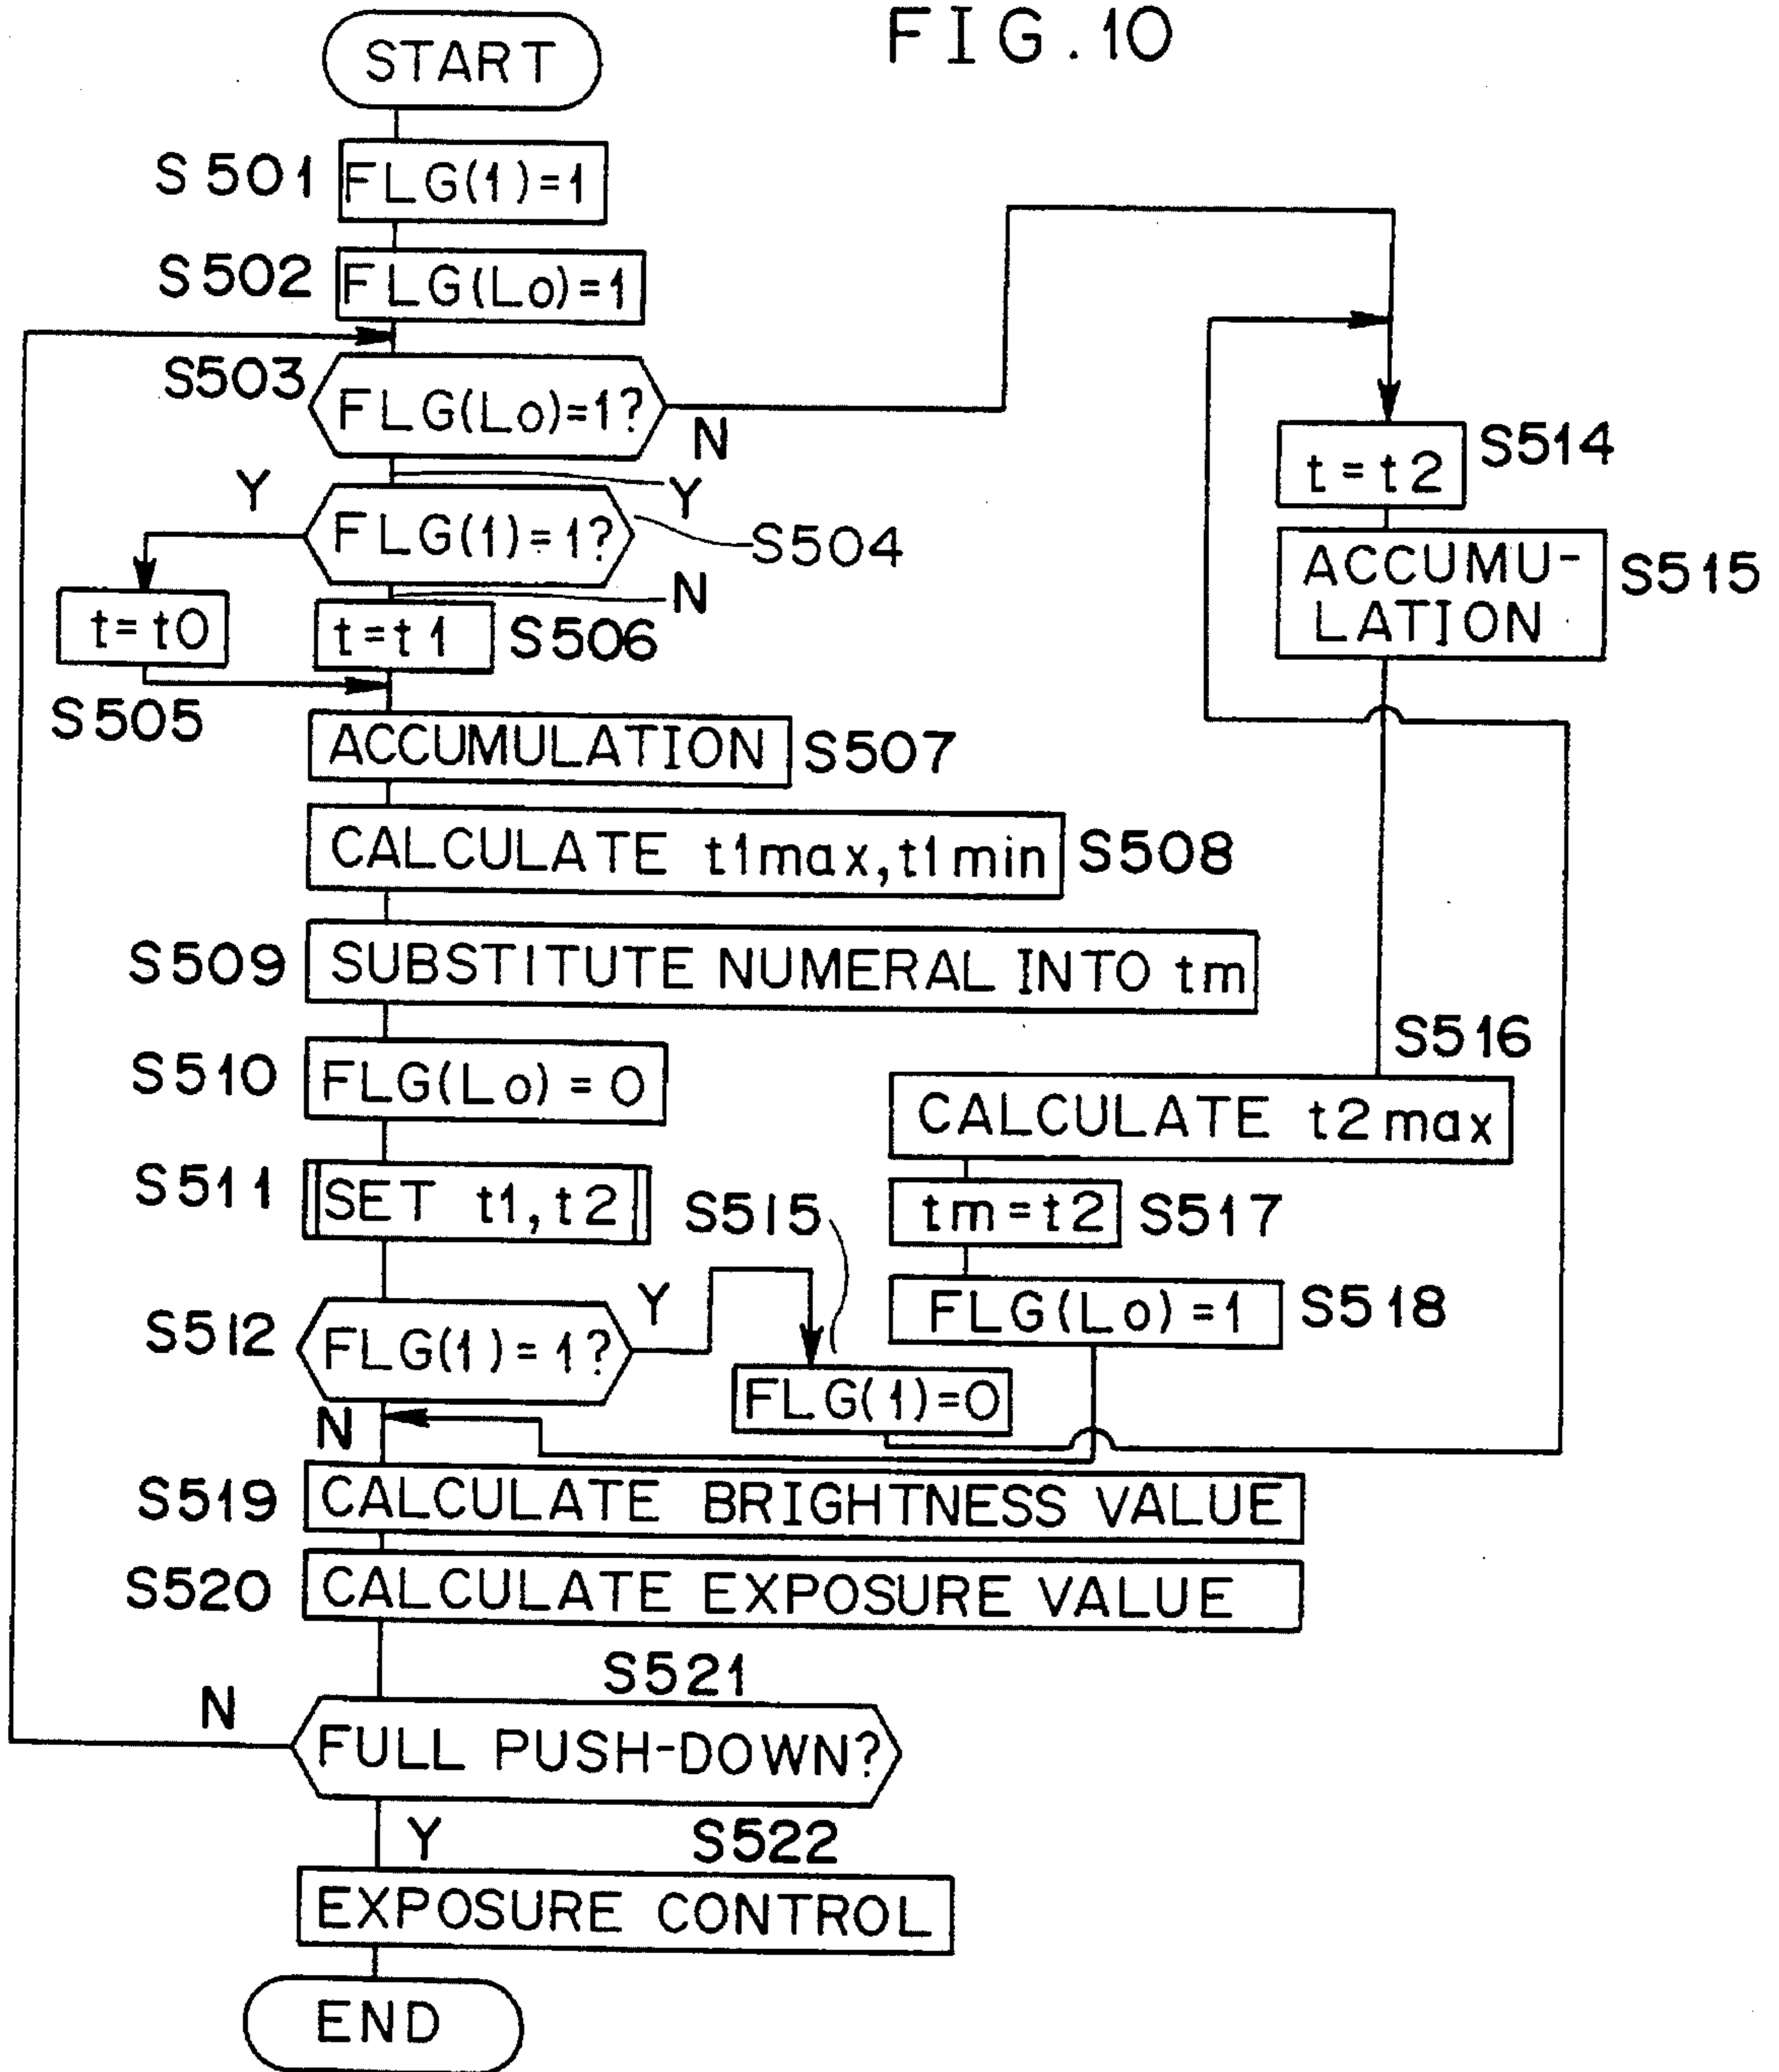 FIG.10
START
S501 FLG(1)=1
S502 FLG(Lo)=1
S503 FLG(Lo)=1?
N
Y
Y
FLG(1)=1?
S504
N
t=t0
S505
t=t1 S506
ACCUMULATION S507
CALCULATE t1max,t1min S508
S509 SUBSTITUTE NUMERAL INTO tm
S510 FLG(Lo)=0
S511 SET t1,t2
S512 FLG(1)=1?
Y
N
S515
FLG(1)=0
t=t2 S514
ACCUMU-
LATION
S515
S516
CALCULATE t2max
tm=t2 S517
FLG(Lo)=1 S518
S519 CALCULATE BRIGHTNESS VALUE
S520 CALCULATE EXPOSURE VALUE
S521
N
FULL PUSH-DOWN?
Y
S522
EXPOSURE CONTROL
END